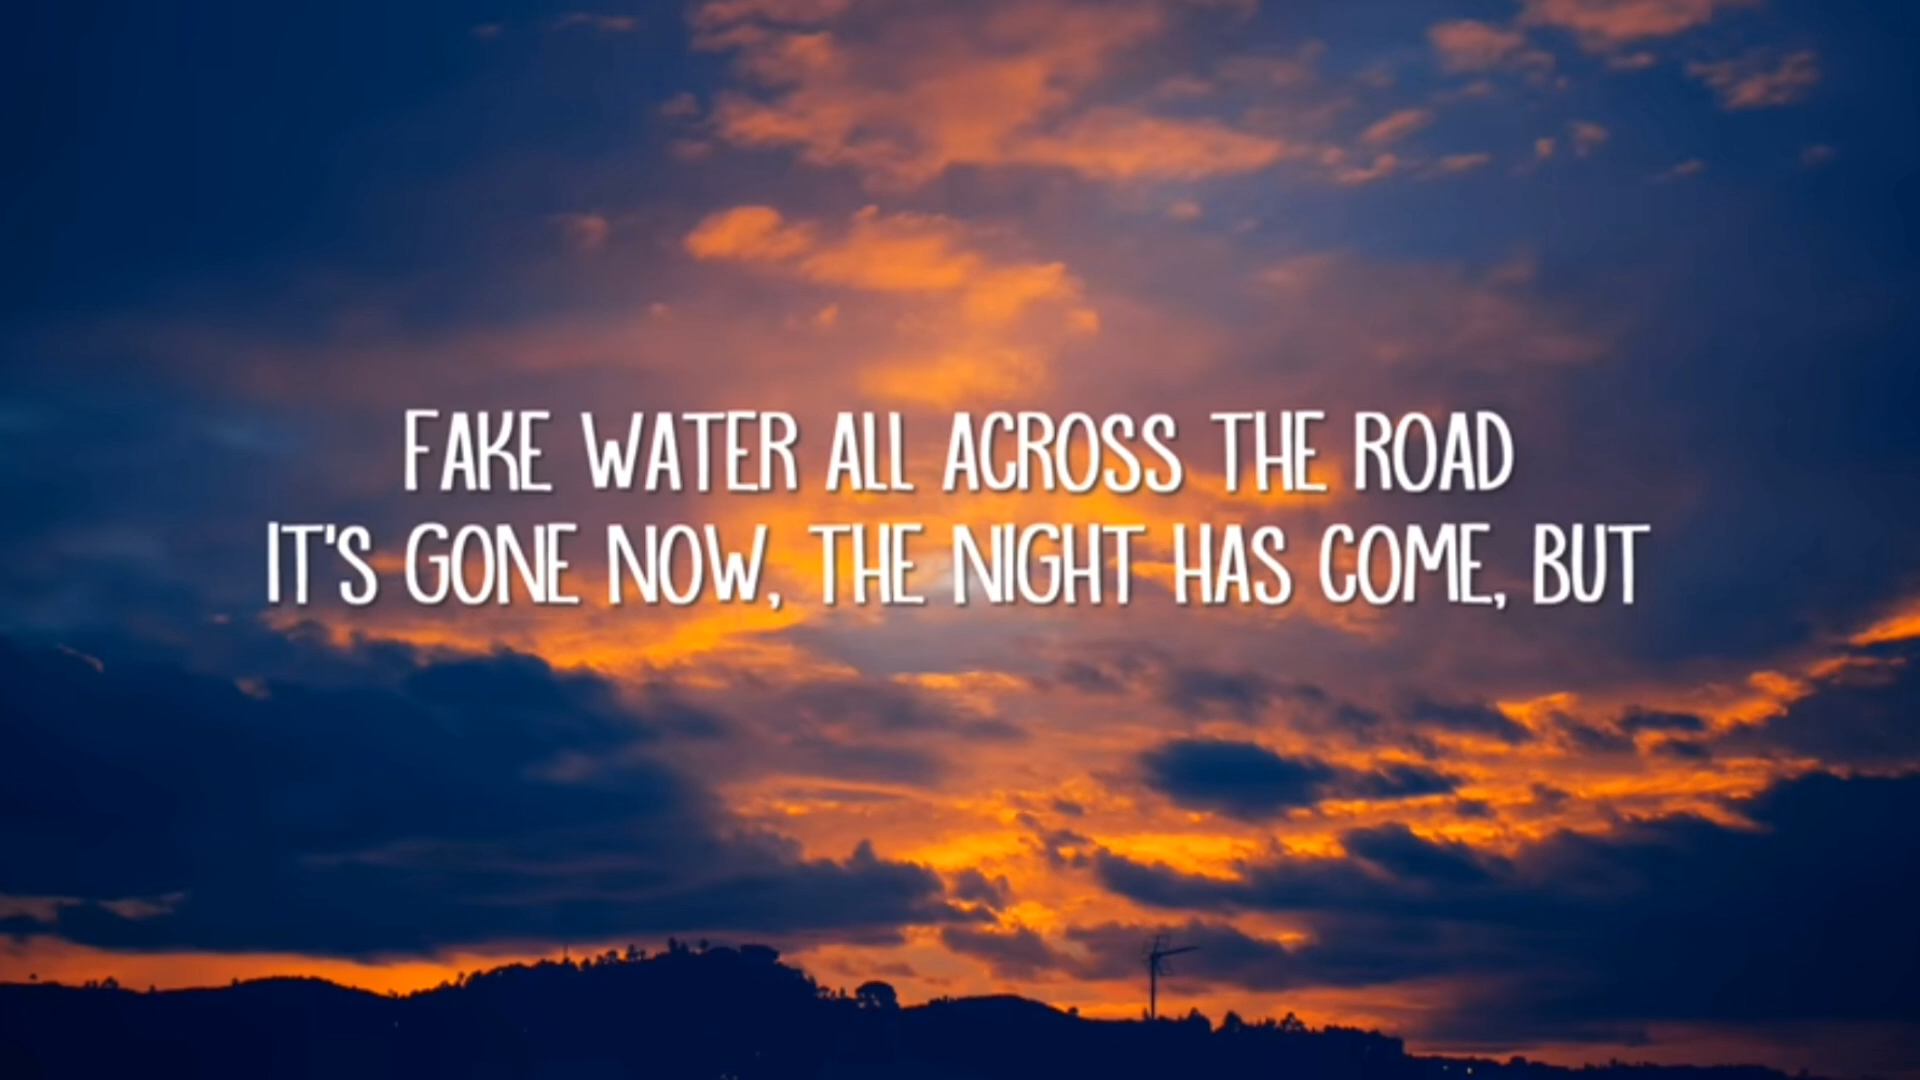 FAKE WATER ALL ACROSS THE ROAD
IT'S GONE NOW, THE NIGHT HAS COME, BUT